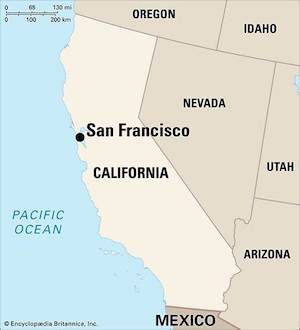 0 65 130 mi
0 100 200 km
OREGON
IDAHO
NEVADA
San Francisco
UTAH
CALIFORNIA
PACIFIC
OCEAN
ARIZONA
MEXICO
© Encyclopædia Britannica, Inc.